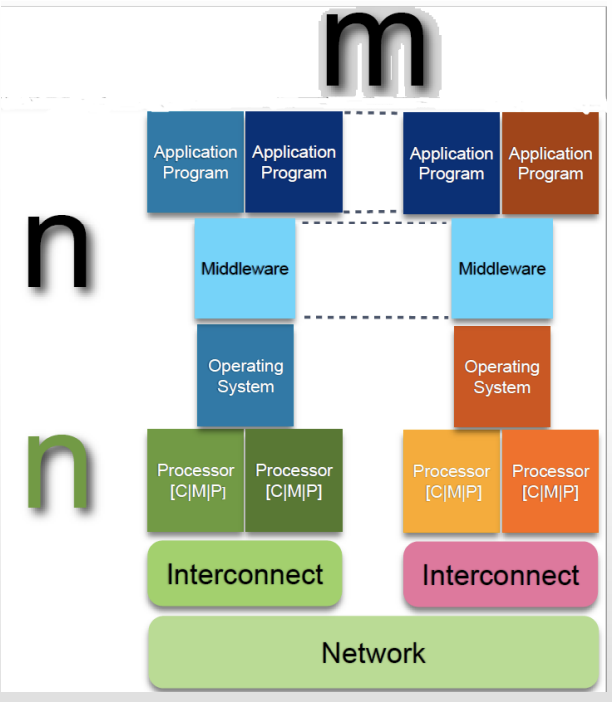 m
Application Program
Application Program
Application Program
Application Program
n
Middleware
Middleware
Operating System
Operating System
n
Processor [C|M|P]
Processor [C|M|P]
Processor [C|M|P]
Processor [C|M|P]
Interconnect
Interconnect
Network